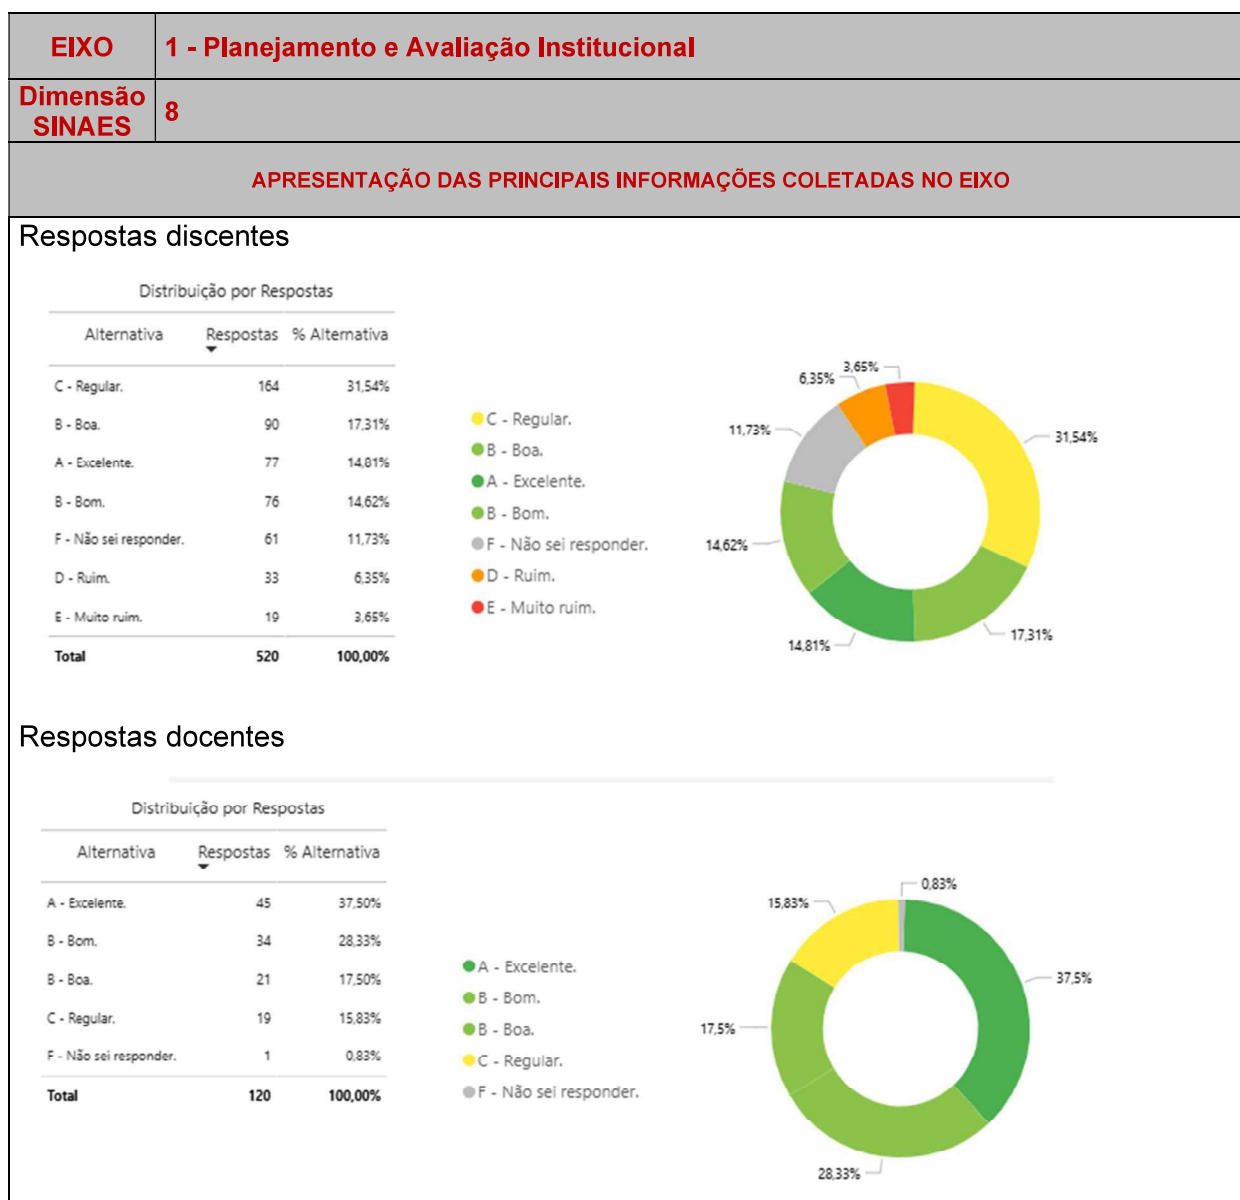 EIXO 1 - Planejamento e Avaliação Institucional
Dimensão SINAES 8
APRESENTAÇÃO DAS PRINCIPAIS INFORMAÇÕES COLETADAS NO EIXO
Respostas discentes
Distribuição por Respostas
Alternativa Respostas % Alternativa
C - Regular. 164 31,54%
B - Boa. 90 17,31%
A - Excelente. 77 14,81%
B - Bom. 76 14,62%
F - Não sei responder. 61 11,73%
D - Ruim. 33 6,35%
E - Muito ruim. 19 3,65%
Total 520 100,00%
C - Regular.
B - Boa.
A - Excelente.
B - Bom.
F - Não sei responder.
D - Ruim.
E - Muito ruim.
3,65%
6,35%
11,73%
31,54%
14,62%
17,31%
14,81%
Respostas docentes
Distribuição por Respostas
Alternativa Respostas % Alternativa
A - Excelente. 45 37,50%
B - Bom. 34 28,33%
B - Boa. 21 17,50%
C - Regular. 19 15,83%
F - Não sei responder. 1 0,83%
Total 120 100,00%
A - Excelente.
B - Bom.
B - Boa.
C - Regular.
F - Não sei responder.
0,83%
15,83%
37,5%
17,5%
28,33%